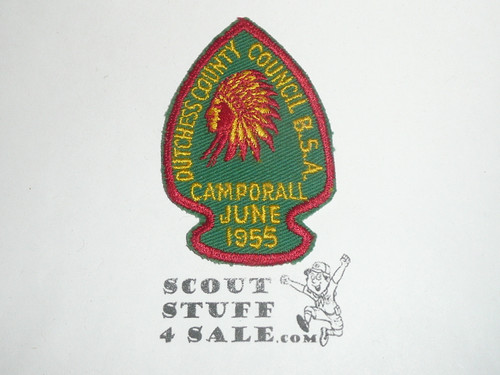 DUTCHESS COUNTY COUNCIL B.S.A.
CAMPORALL
JUNE
1955
SCOUT
STUFF
4 SALE.COM